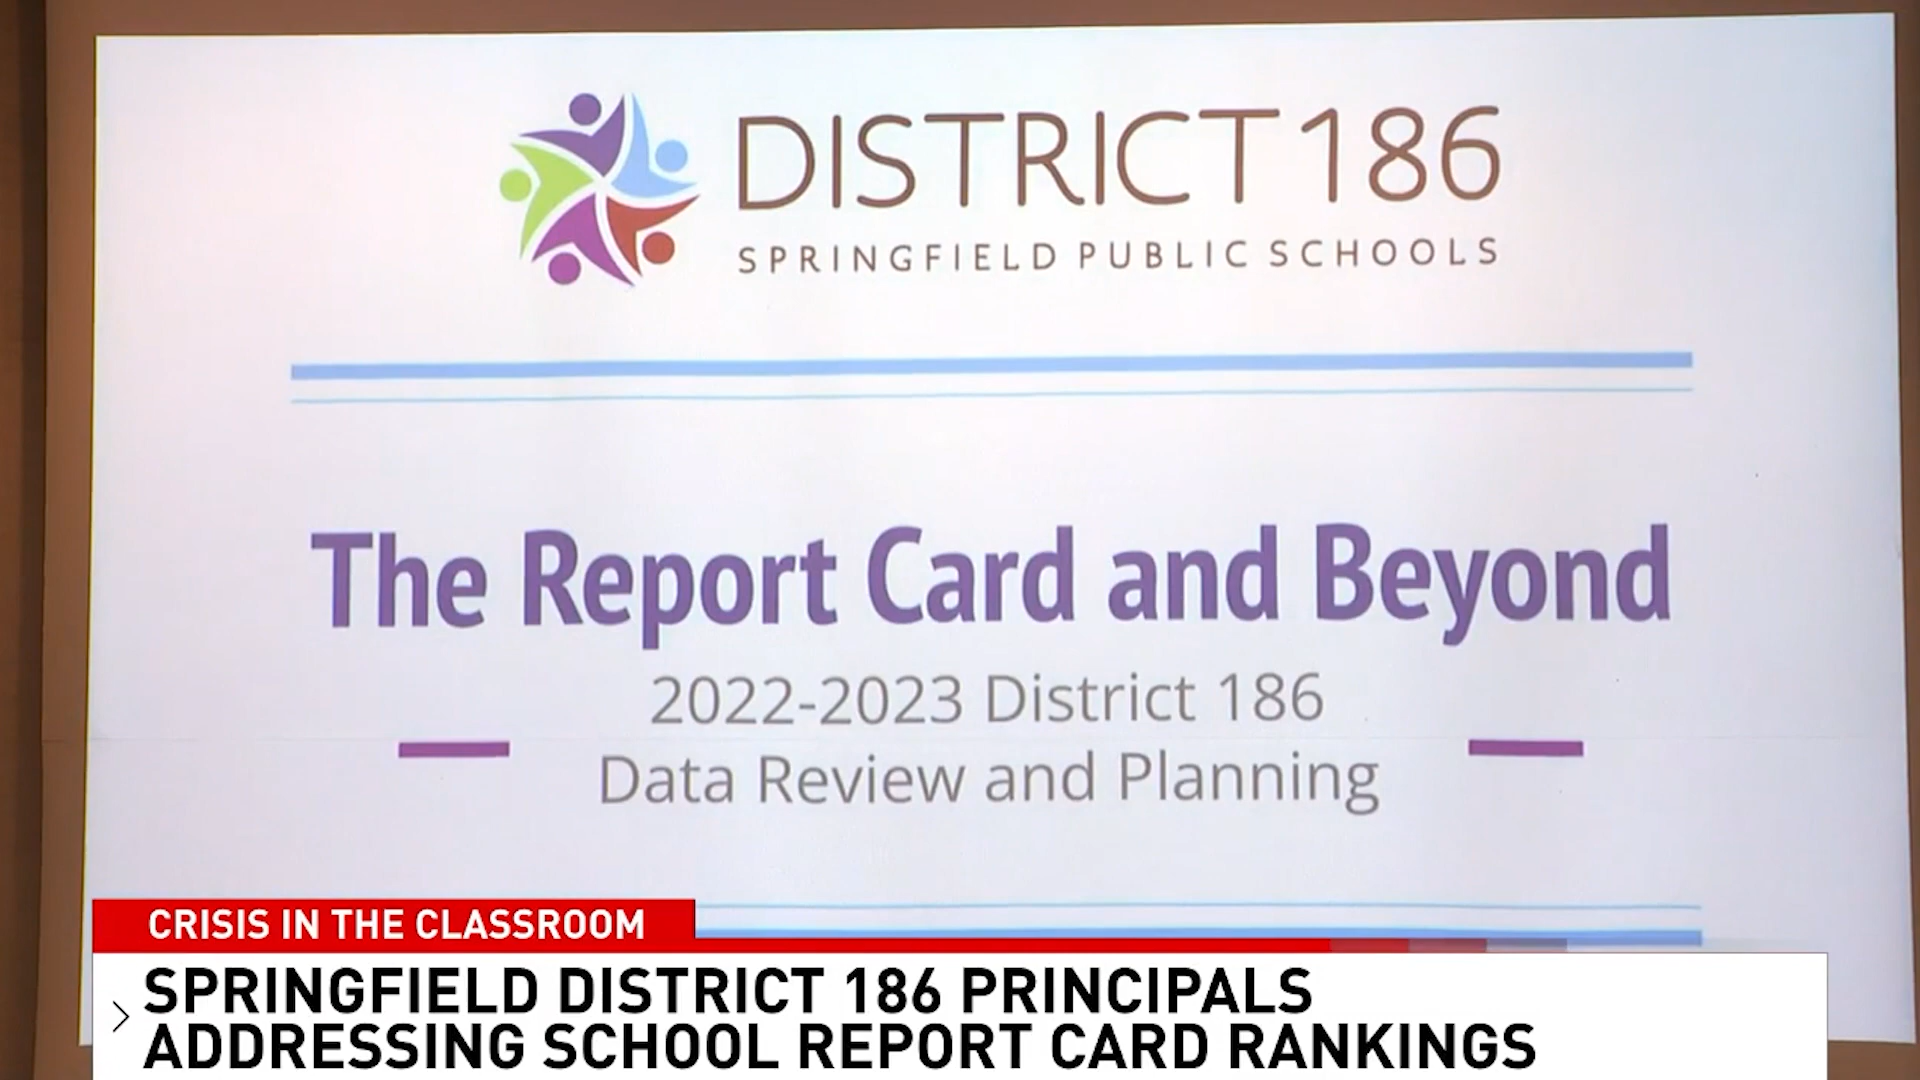 DISTRICT 186
SPRINGFIELD PUBLIC SCHOOLS
The Report Card and Beyond
2022-2023 District 186
Data Review and Planning
CRISIS IN THE CLASSROOM
SPRINGFIELD DISTRICT 186 PRINCIPALS
ADDRESSING SCHOOL REPORT CARD RANKINGS